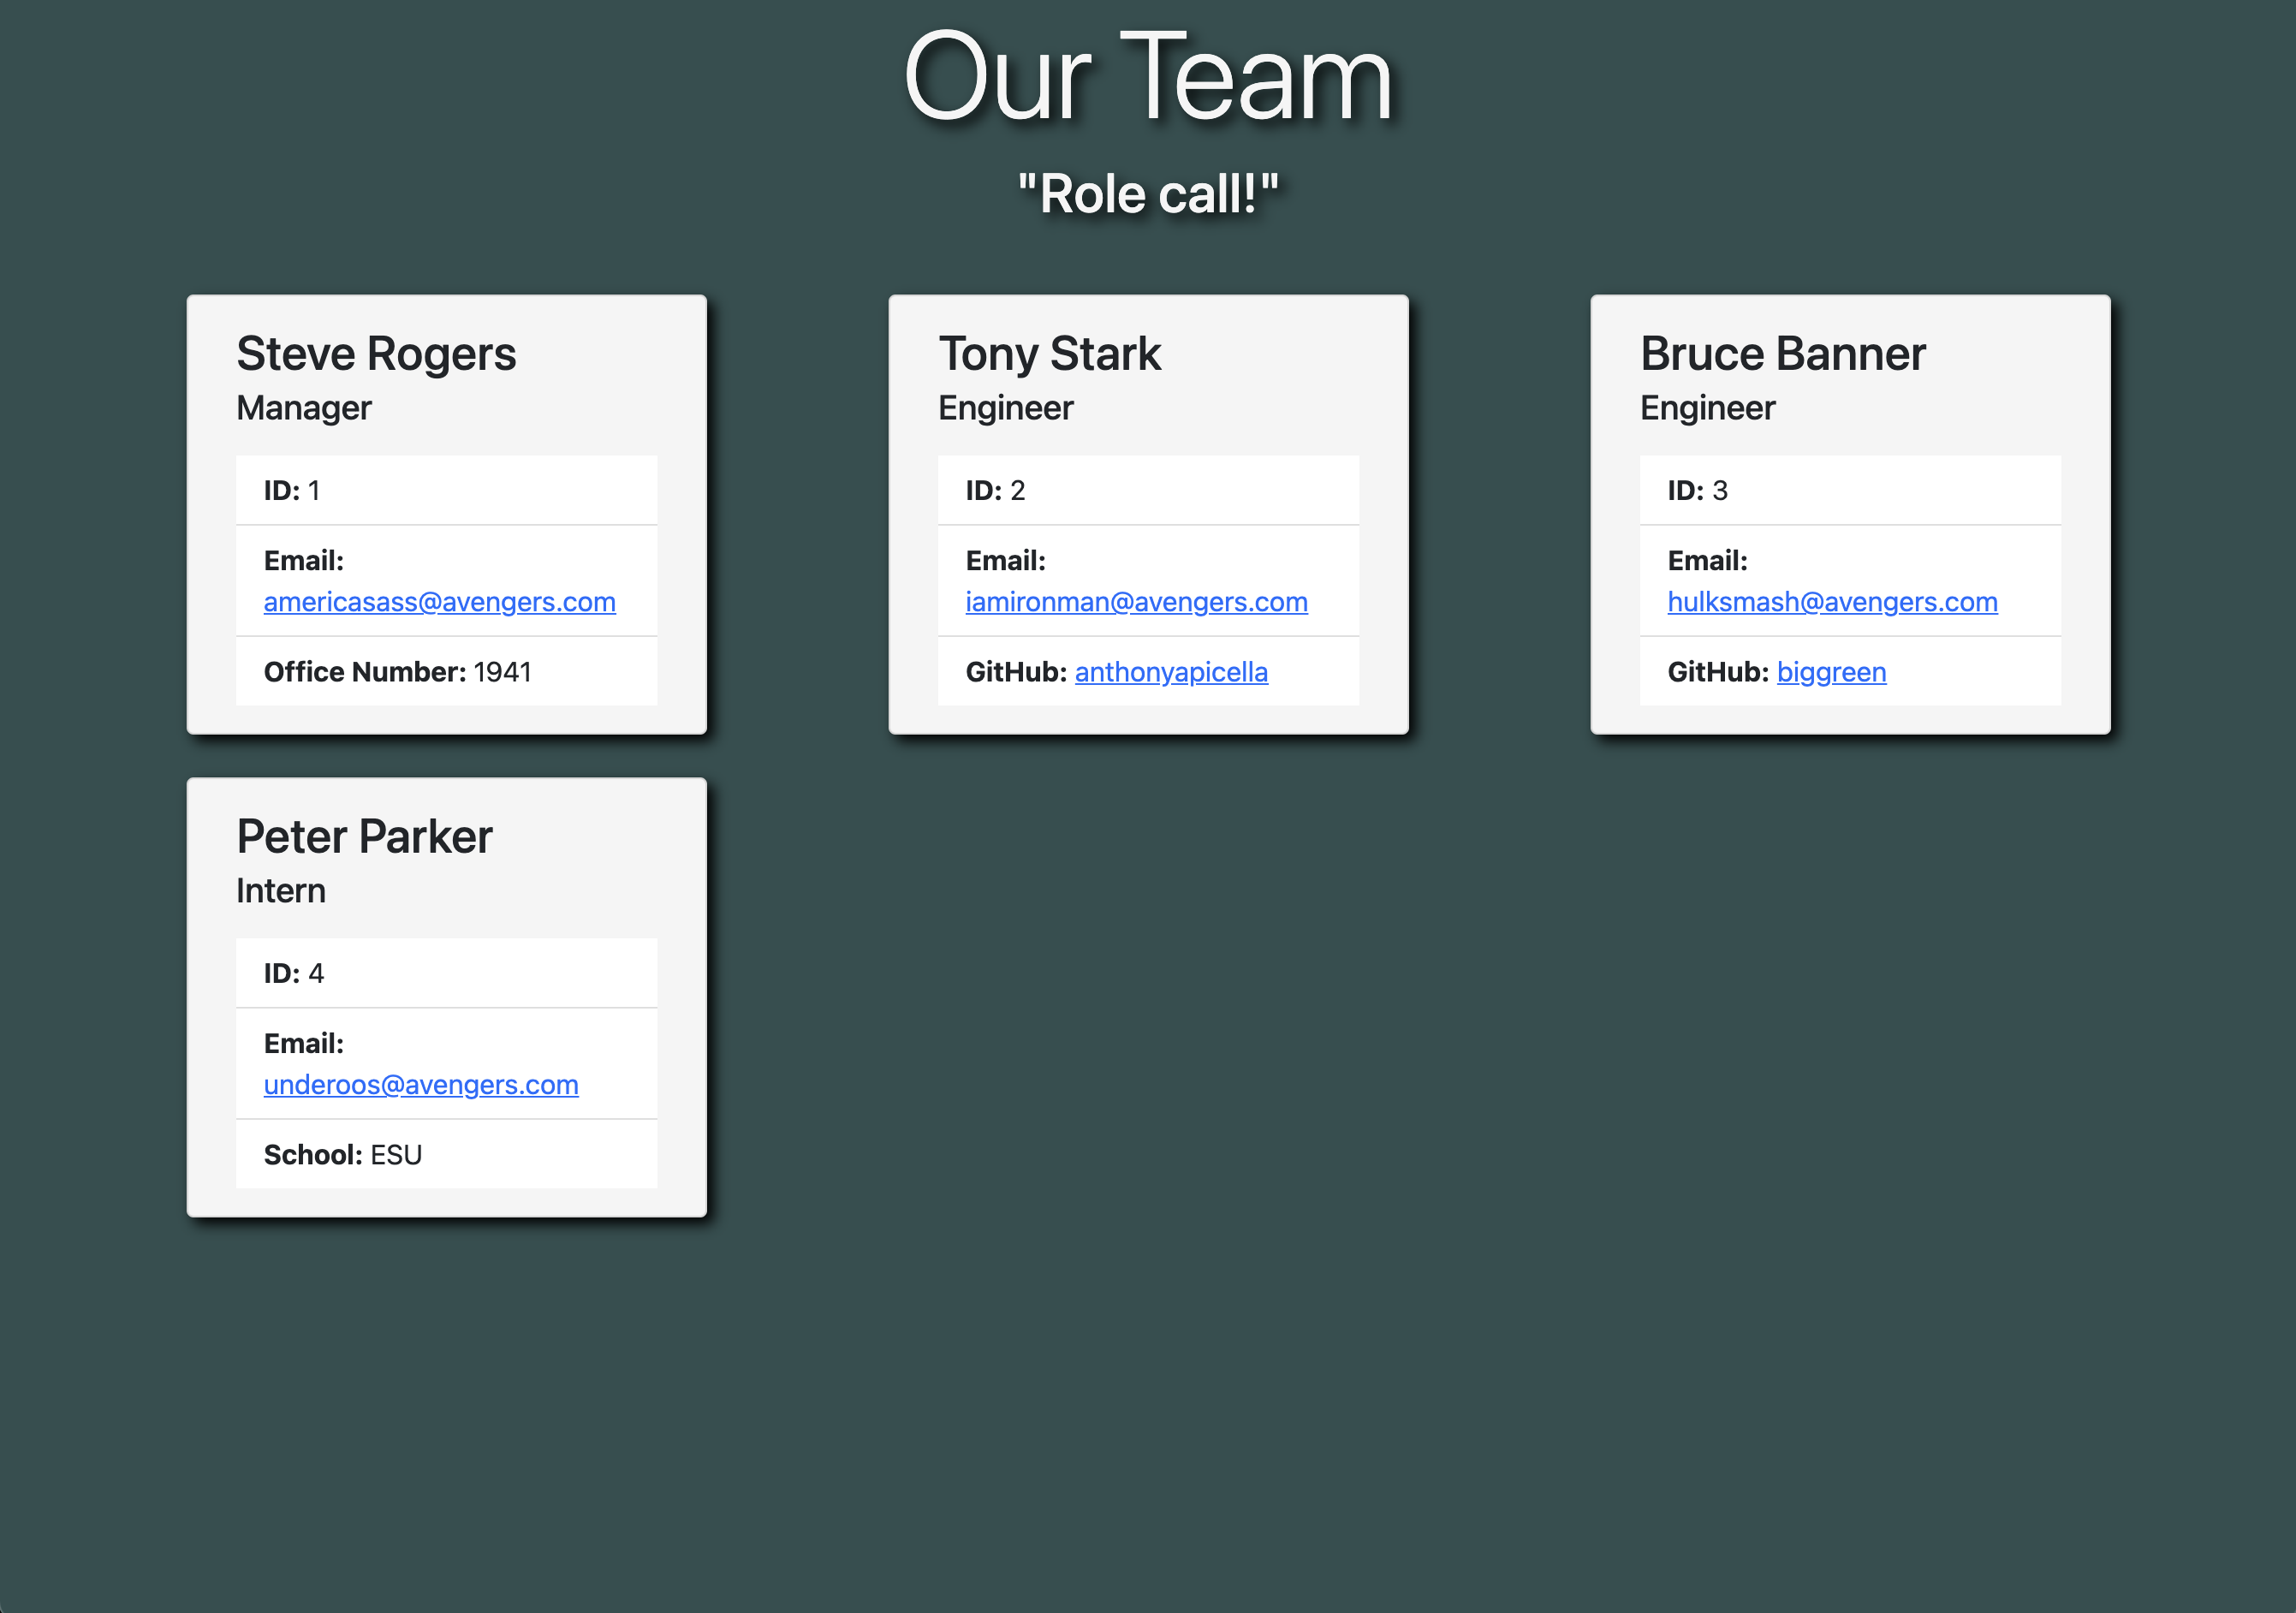 Our Team
"Role call!"
Steve Rogers
Manager
ID: 1
Email:
americasass@avengers.com
Office Number: 1941
Tony Stark
Engineer
ID: 2
Email:
iamironman@avengers.com
GitHub: anthonyapicella
Bruce Banner
Engineer
ID: 3
Email:
hulksmash@avengers.com
GitHub: biggreen
Peter Parker
Intern
ID: 4
Email:
underoos@avengers.com
School: ESU